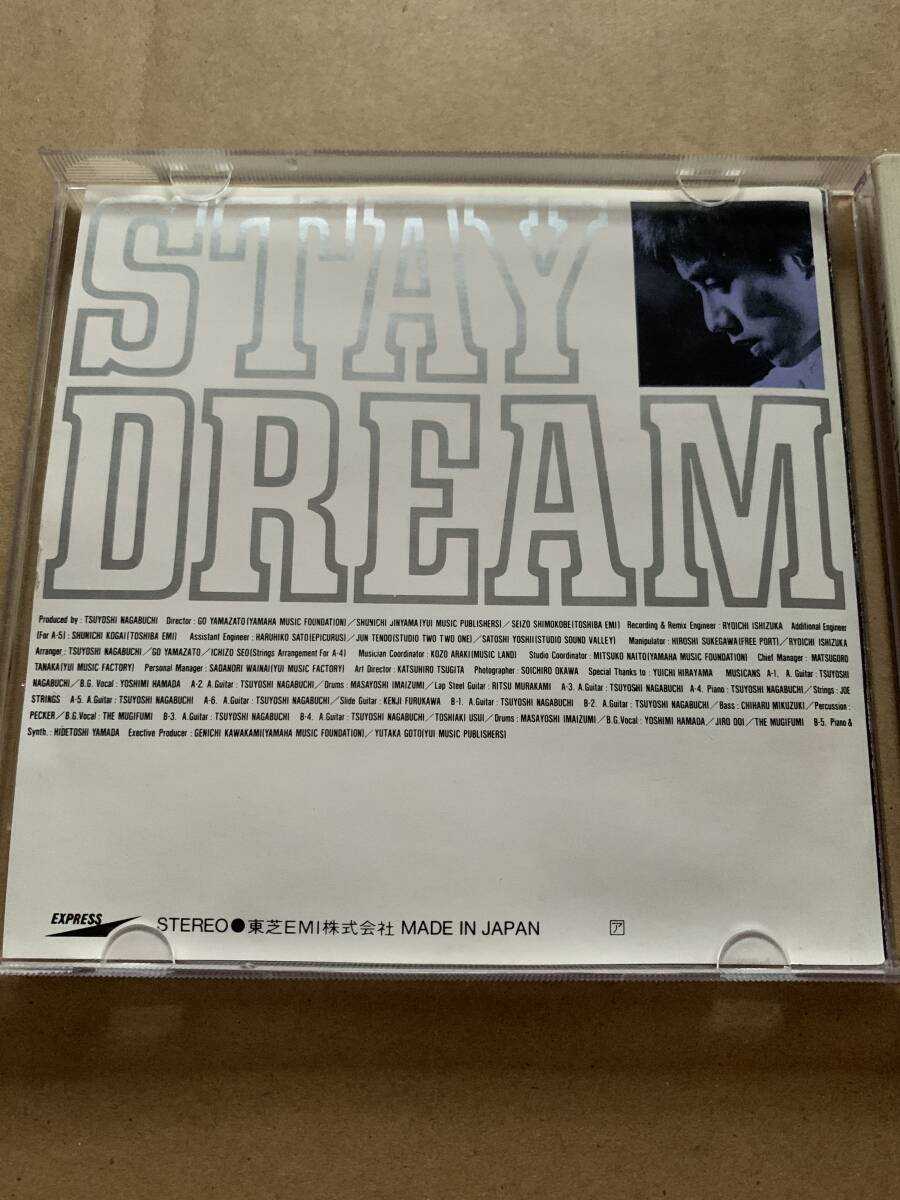 STAY
DREAM
Produced by : TSUYOSHI NAGABUCHI Director : GO YAMAZATO(YAMAHA MUSIC FOUNDATION)／SHUNICHI JINYAMA(YUI MUSIC PUBLISHERS)／SEIZO SHIMOKOBE(TOSHIBA EMI) Recording & Remix Engineer : RYOICH ISHIZUKA Additional Engineer
(For A-5) : SHUNICHI KOGAI(TOSHIBA EMI) Assistant Engineer : HARUHIKO SATO(EPICURUS)／JUN TENDO(STUDIO TWO TWO ONE)／SATOSHI YOSHII(STUDIO SOUND VALLEY) Manipulator : HIROSHI SUKEGAWA(FREE PORT)／RYOICH ISHIZUKA
Arranger : TSUYOSHI NAGABUCHI／GO YAMAZATO／ICHIZO SEO(Strings Arrangement For A-4) Musician Coordinator : KOZO ARAKI(MUSIC LAND) Studio Coordinator : MITSUKO NAITO(YAMAHA MUSIC FOUNDATION) Chief Manager : MATSUGORO
TANAKA(YUI MUSIC FACTORY) Personal Manager : SADANORI WAINAI(YUI MUSIC FACTORY) Art Director : KATSUHIRO TSUGITA Photographer : SOICHIRO OKAWA Special Thanks to : YUICHI HIRAYAMA MUSICANS A-1. A. Guitar : TSUYOSHI
NAGABUCHI／B.G. Vocal : YOSHIMI HAMADA A-2. A.Guitar : TSUYOSHI NAGABUCHI／Drums : MASAYOSHI IMAIZUMI／Lap Steel Guitar : RITSU MURAKAMI A-3. A.Guitar : TSUYOSHI NAGABUCHI A-4. Piano : TSUYOSHI NAGABUCHI／Strings : JOE
STRINGS A-5. A.Guitar : TSUYOSHI NAGABUCHI A-6. A.Guitar : TSUYOSHI NAGABUCHI／Slide Guitar : KENJI FURUKAWA B-1. A.Guitar : TSUYOSHI NAGABUCHI B-2. A.Guitar : TSUYOSHI NAGABUCHI／Bass : CHIHARU MIKUZUKI／Percussion :
PECKER／B.G.Vocal : THE MUGIFUMI B-3. A.Guitar : TSUYOSHI NAGABUCHI B-4. A.Guitar : TSUYOSHI NAGABUCHI／TOSHIAKI USUI／Drums : MASAYOSHI IMAIZUMI／B.G.Vocal : YOSHIMI HAMADA／JIRO DOI／THE MUGIFUMI B-5. Piano &
Synth. : HIDETOSHI YAMADA Exective Producer : GENICHI KAWAKAMI(YAMAHA MUSIC FOUNDATION)／YUTAKA GOTO(YUI MUSIC PUBLISHERS)
EXPRESS STEREO●東芝EMI株式会社 MADE IN JAPAN ア